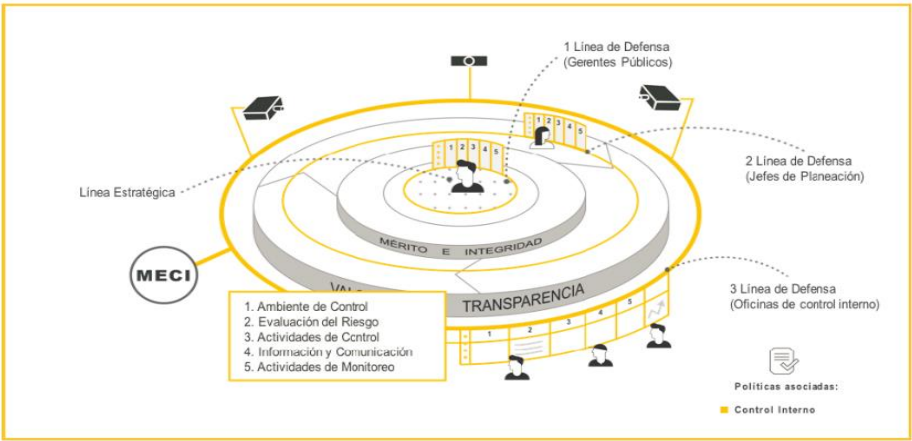 1 Línea de Defensa
(Gerentes Públicos)
1 2 3 4 5
1 2 3 4 5
2 Línea de Defensa
(Jefes de Planeación)
Línea Estratégica
MÉRITO E INTEGRIDAD
MECI
TRANSPARENCIA
3 Línea de Defensa
(Oficinas de control interno)
1. Ambiente de Control
2. Evaluación del Riesgo
3. Actividades de Control
4. Información y Comunicación
5. Actividades de Monitoreo
1 2 3 4 5
Políticas asociadas:
Control Interno